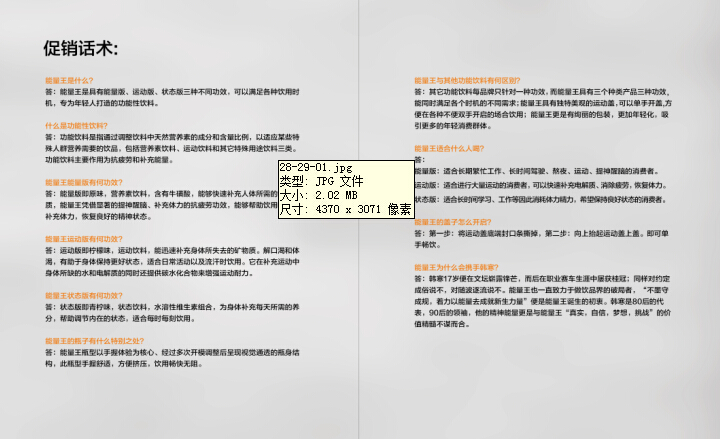 促销话术:
能量王是什么?
答：能量王是具有能量版、运动版、状态版三种不同功效，可以满足各种饮用时
机，专为年轻人打造的功能性饮料。
什么是功能性饮料?
答：功能饮料是指通过调整饮料中天然营养素的成分和含量比例，以适应某些特
殊人群营养需要的饮品，包括营养素饮料、运动饮料和其它特殊用途饮料三类。
功能饮料主要作用为抗疲劳和补充能量。
能量王能量版有何功效?
答：能量版即原味，营养素饮料，含有牛磺酸，能够快速补充人体所需的
质，能量王凭借显著的提神醒脑、补充体力的抗疲劳功效，能够帮助饮用
补充体力，恢复良好的精神状态。
能量王运动版有何功效?
答：运动版即柠檬味，运动饮料，能迅速补充身体所失去的矿物质。解口渴和体
渴，有助于身体保持更好状态，适合日常活动以及流汗时饮用。它在补充运动中
身体所缺的水和电解质的同时还提供碳水化合物来增强运动耐力。
能量王状态版有何功效?
答：状态版即青柠味，状态饮料，水溶性维生素组合，为身体补充每天所需的养
分，帮助调节内在的状态，适合每时每刻饮用。
能量王的瓶子有什么特别之处?
答：能量王瓶型以手握体验为核心、经过多次开模调整后呈现视觉通透的瓶身结
构，此瓶型手握舒适，方便挤压，饮用畅快无阻。
28-29-01.jpg
类型: JPG 文件
大小: 2.02 MB
尺寸: 4370 x 3071 像素
能量王与其他功能饮料有何区别?
答：其它功能饮料每品牌只针对一种功效，而能量王具有三个种类产品三种功效，
能同时满足各个时机的不同需求；能量王具有独特美观的运动盖，可以单手开盖，方
便在各种不便双手开启的场合饮用；能量王更是有绚丽的包装，更加年轻化，吸
引更多的年轻消费群体。
能量王适合什么人喝?
答：
能量版：适合长期繁忙工作、长时间驾驶、熬夜、运动、提神醒脑的消费者。
运动版：适合进行大量运动的消费者，可以快速补充电解质、消除疲劳，恢复体力。
状态版：适合长时间学习、工作等因此消耗体力精力，希望保持良好状态的消费者。
能量王的盖子怎么开启?
答：第一步：将运动盖底端封口条撕掉，第二步：向上抬起运动盖上盖。即可单
手畅饮。
能量王为什么会携手韩寒?
答：韩寒17岁便在文坛崭露锋芒，而后在职业赛车生涯中屡获桂冠；同样对约定
成俗说不，对随波逐流说不。能量王也一直致力于做饮品界的破局者，“不墨守
成规，着力以能量去成就新生力量”便是能量王诞生的初衷。韩寒是80后的代
表，90后的领袖，他的精神能量更是与能量王“真实，自信，梦想，挑战”的价
值精髓不谋而合。